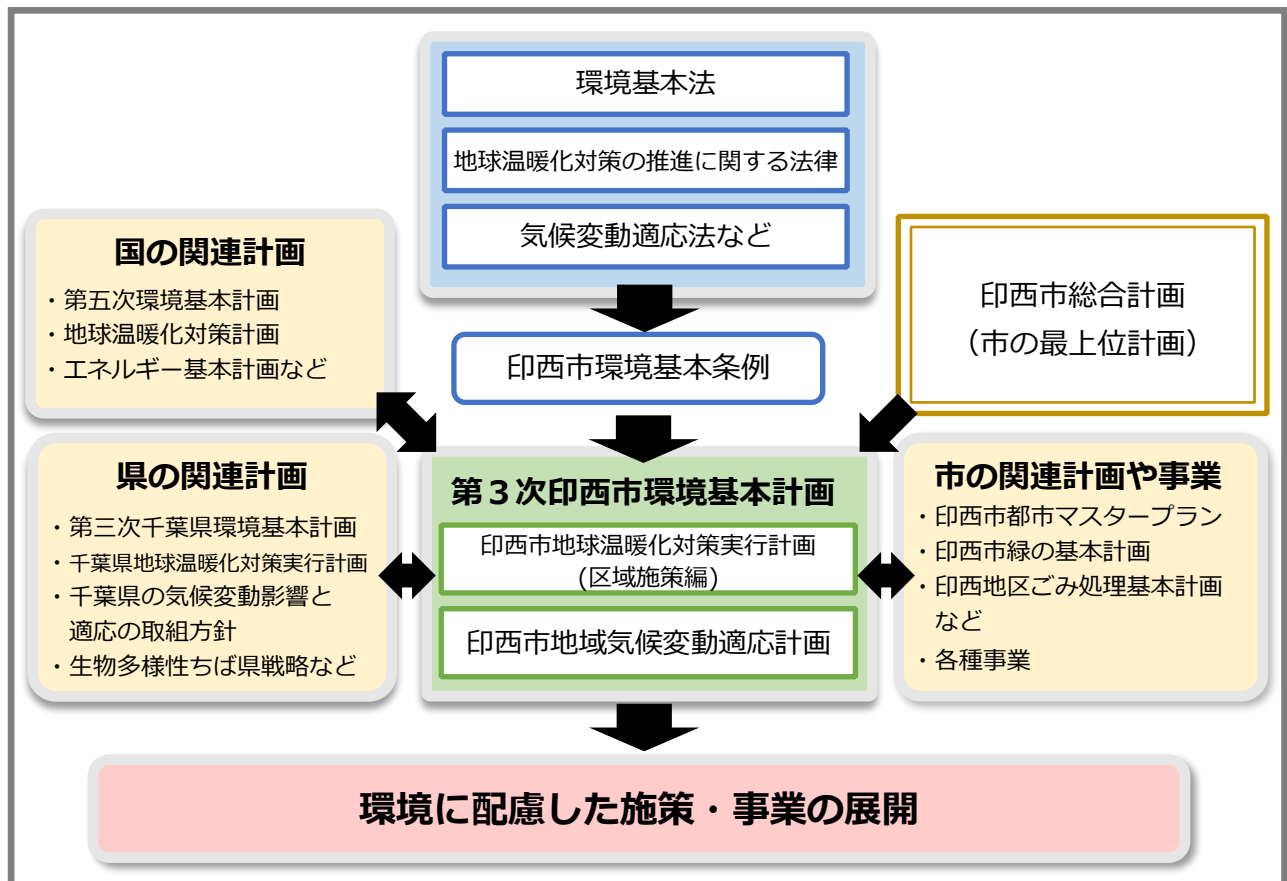 環境基本法
地球温暖化対策の推進に関する法律
気候変動適応法など
国の関連計画
・第五次環境基本計画
・地球温暖化対策計画
・エネルギー基本計画など
印西市総合計画
（市の最上位計画）
印西市環境基本条例
県の関連計画
・第三次千葉県環境基本計画
・千葉県地球温暖化対策実行計画
・千葉県の気候変動影響と
適応の取組方針
・生物多様性ちば県戦略など
第３次印西市環境基本計画
印西市地球温暖化対策実行計画
(区域施策編)
印西市地域気候変動適応計画
市の関連計画や事業
・印西市都市マスタープラン
・印西市緑の基本計画
・印西地区ごみ処理基本計画
など
・各種事業
環境に配慮した施策・事業の展開